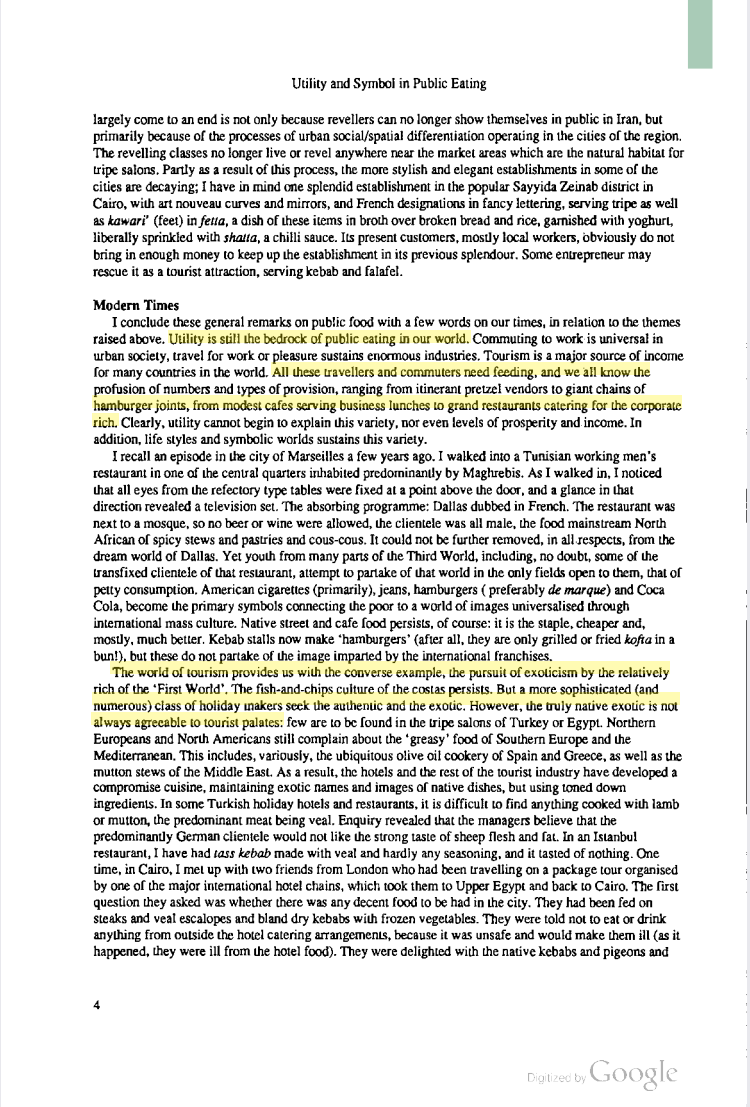 Utility and Symbol in Public Eating
largely come to an end is not only because revellers can no longer show themselves in public in Iran, but
primarily because of the processes of urban social/spatial differentiation operating in the cities of the region.
The revelling classes no longer live or revel anywhere near the market areas which are the natural habitat for
tripe salons. Partly as a result of this process, the more stylish and elegant establishments in some of the
cities are decaying; I have in mind one splendid establishment in the popular Sayyida Zeinab district in
Cairo, with art nouveau curves and mirrors, and French designations in fancy lettering, serving tripe as well
as kawari' (feet) in fetta, a dish of these items in broth over broken bread and rice, garnished with yoghurt,
liberally sprinkled with shatta, a chilli sauce. Its present customers, mostly local workers, obviously do not
bring in enough money to keep up the establishment in its previous splendour. Some entrepreneur may
rescue it as a tourist attraction, serving kebab and falafel.
Modern Times
I conclude these general remarks on public food with a few words on our times, in relation to the themes
raised above. Utility is still the bedrock of public eating in our world. Commuting to work is universal in
urban society, travel for work or pleasure sustains enormous industries. Tourism is a major source of income
for many countries in the world. All these travellers and commuters need feeding, and we all know the
profusion of numbers and types of provision, ranging from itinerant pretzel vendors to giant chains of
hamburger joints, from modest cafes serving business lunches to grand restaurants catering for the corporate
rich. Clearly, utility cannot begin to explain this variety, nor even levels of prosperity and income. In
addition, life styles and symbolic worlds sustains this variety.
I recall an episode in the city of Marseilles a few years ago. I walked into a Tunisian working men's
restaurant in one of the central quarters inhabited predominantly by Maghrebis. As I walked in, I noticed
that all eyes from the refectory type tables were fixed at a point above the door, and a glance in that
direction revealed a television set. The absorbing programme: Dallas dubbed in French. The restaurant was
next to a mosque, so no beer or wine were allowed, the clientele was all male, the food mainstream North
African of spicy stews and pastries and cous-cous. It could not be further removed, in all respects, from the
dream world of Dallas. Yet youth from many parts of the Third World, including, no doubt, some of the
transfixed clientele of that restaurant, attempt to partake of that world in the only fields open to them, that of
petty consumption. American cigarettes (primarily), jeans, hamburgers ( preferably de marque) and Coca
Cola, become the primary symbols connecting the poor to a world of images universalised through
international mass culture. Native street and cafe food persists, of course: it is the staple, cheaper and,
mostly, much better. Kebab stalls now make 'hamburgers' (after all, they are only grilled or fried kofta in a
bun!), but these do not partake of the image imparted by the international franchises.
The world of tourism provides us with the converse example, the pursuit of exoticism by the relatively
rich of the 'First World'. The fish-and-chips culture of the costas persists. But a more sophisticated (and
numerous) class of holiday makers seek the authentic and the exotic. However, the truly native exotic is not
always agreeable to tourist palates: few are to be found in the tripe salons of Turkey or Egypt. Northern
Europeans and North Americans still complain about the 'greasy' food of Southern Europe and the
Mediterranean. This includes, variously, the ubiquitous olive oil cookery of Spain and Greece, as well as the
mutton stews of the Middle East. As a result, the hotels and the rest of the tourist industry have developed a
compromise cuisine, maintaining exotic names and images of native dishes, but using toned down
ingredients. In some Turkish holiday hotels and restaurants, it is difficult to find anything cooked with lamb
or mutton, the predominant meat being veal. Enquiry revealed that the managers believe that the
predominantly German clientele would not like the strong taste of sheep flesh and fat. In an Istanbul
restaurant, I have had tass kebab made with veal and hardly any seasoning, and it tasted of nothing. One
time, in Cairo, I met up with two friends from London who had been travelling on a package tour organised
by one of the major international hotel chains, which took them to Upper Egypt and back to Cairo. The first
question they asked was whether there was any decent food to be had in the city. They had been fed on
steaks and veal escalopes and bland dry kebabs with frozen vegetables. They were told not to eat or drink
anything from outside the hotel catering arrangements, because it was unsafe and would make them ill (as it
happened, they were ill from the hotel food). They were delighted with the native kebabs and pigeons and
4
Digitized by Google